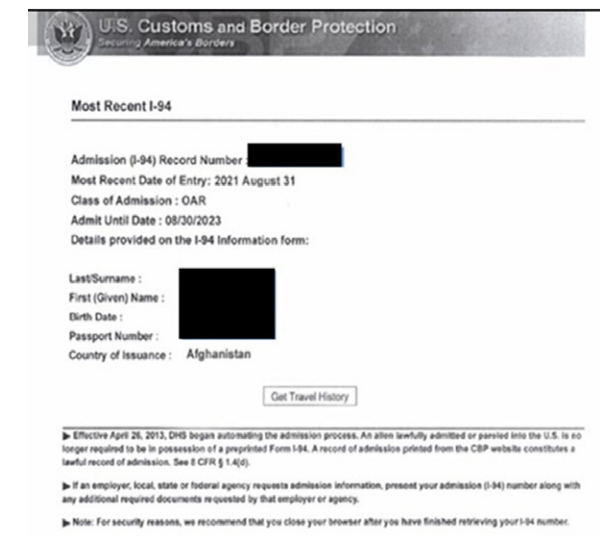 U.S. Customs and Border Protection
Securing America's Borders
Most Recent I-94
Admission (I-94) Record Number :
Most Recent Date of Entry: 2021 August 31
Class of Admission : OAR
Admit Until Date : 08/30/2023
Details provided on the I-94 Information form:
Last/Surname :
First (Given) Name :
Birth Date :
Passport Number :
Country of Issuance : Afghanistan
Get Travel History
▶ Effective April 26, 2013, DHS began automating the admission process. An alien lawfully admitted or paroled into the U.S. is no
longer required to be in possession of a preprinted Form I-94. A record of admission printed from the CBP website constitutes a
lawful record of admission. See 8 CFR § 1.4(d).
▶ If an employer, local, state or federal agency requests admission information, present your admission (I-94) number along with
any additional required documents requested by that employer or agency.
▶ Note: For security reasons, we recommend that you close your browser after you have finished retrieving your I-94 number.